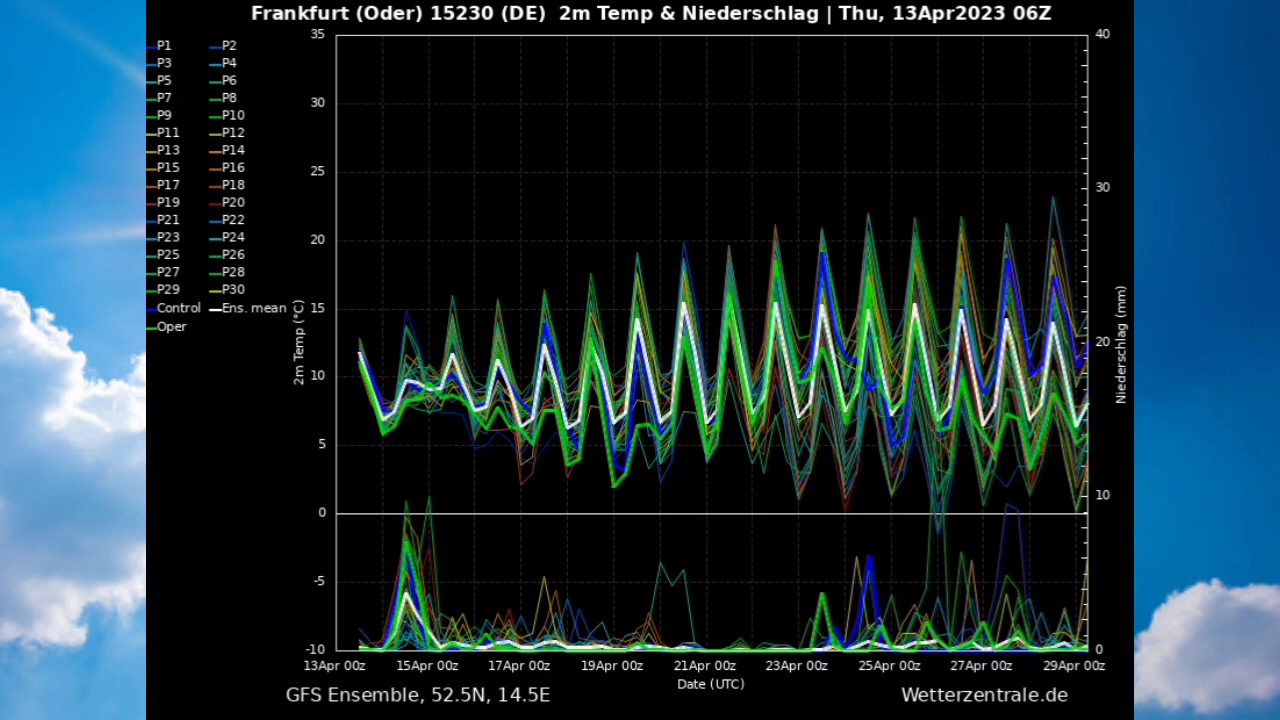 Frankfurt (Oder) 15230 (DE) 2m Temp & Niederschlag | Thu, 13Apr2023 06Z
P1 P2
P3 P4
P5 P6
P7 P8
P9 P10
P11 P12
P13 P14
P15 P16
P17 P18
P19 P20
P21 P22
P23 P24
P25 P26
P27 P28
P29 P30
Control Ens. mean
Oper
2m Temp (°C)
35
30
25
20
15
10
5
0
-5
-10
40
30
20
10
0
Niederschlag (mm)
13Apr 00z 15Apr 00z 17Apr 00z 19Apr 00z 21Apr 00z 23Apr 00z 25Apr 00z 27Apr 00z 29Apr 00z
Date (UTC)
GFS Ensemble, 52.5N, 14.5E
Wetterzentrale.de